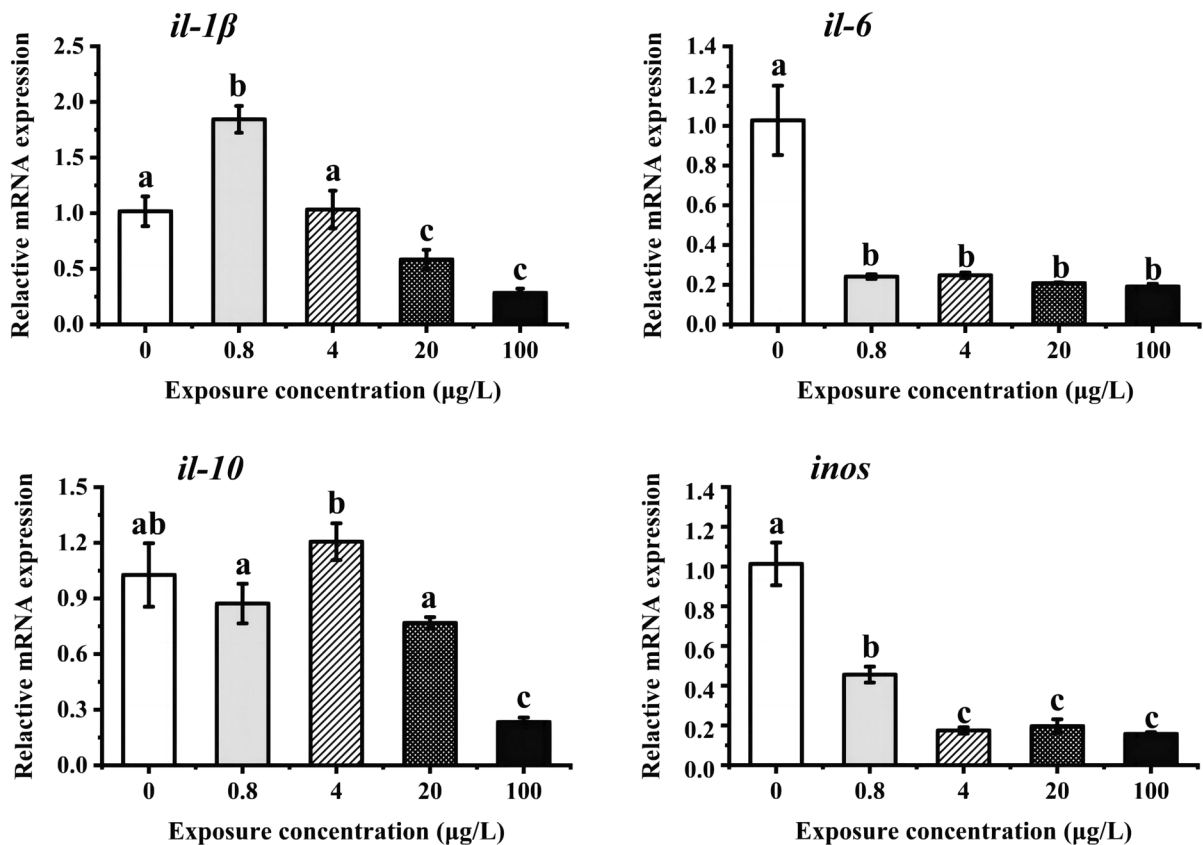 il-1β
Relactive mRNA expression
2.5
2.0
1.5
1.0
0.5
0.0
a
b
a
c
c
0 0.8 4 20 100
Exposure concentration (μg/L)
il-6
Relactive mRNA expression
1.4
1.2
1.0
0.8
0.6
0.4
0.2
0.0
a
b
b
b
b
0 0.8 4 20 100
Exposure concentration (μg/L)
il-10
Relactive mRNA expression
1.5
1.2
0.9
0.6
0.3
0.0
ab
a
b
a
c
0 0.8 4 20 100
Exposure concentration (μg/L)
inos
Relactive mRNA expression
1.4
1.2
1.0
0.8
0.6
0.4
0.2
0.0
a
b
c
c
c
0 0.8 4 20 100
Exposure concentration (μg/L)